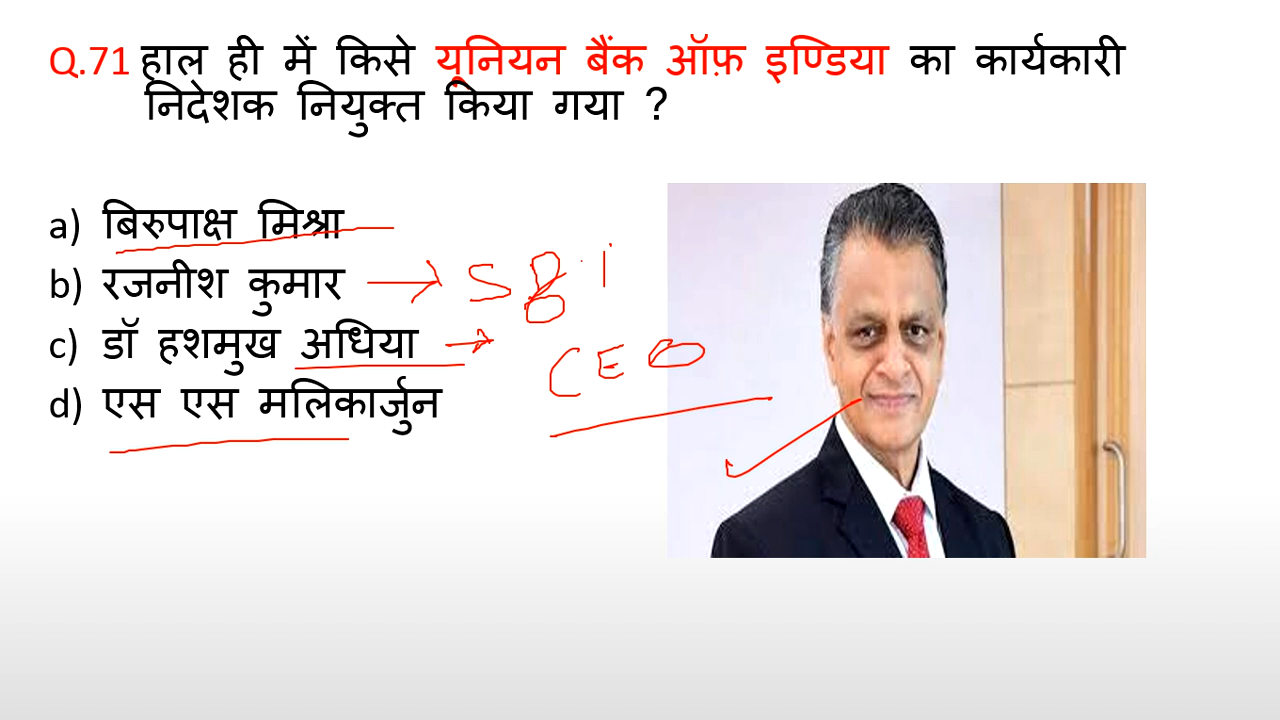 Q.71 हाल ही में किसे यूनियन बैंक ऑफ़ इण्डिया का कार्यकारी
निदेशक नियुक्त किया गया ?
a) बिरुपाक्ष मिश्रा
b) रजनीश कुमार → SBI
c) डॉ हशमुख अधिया →
CEO
d) एस एस मलिकार्जुन